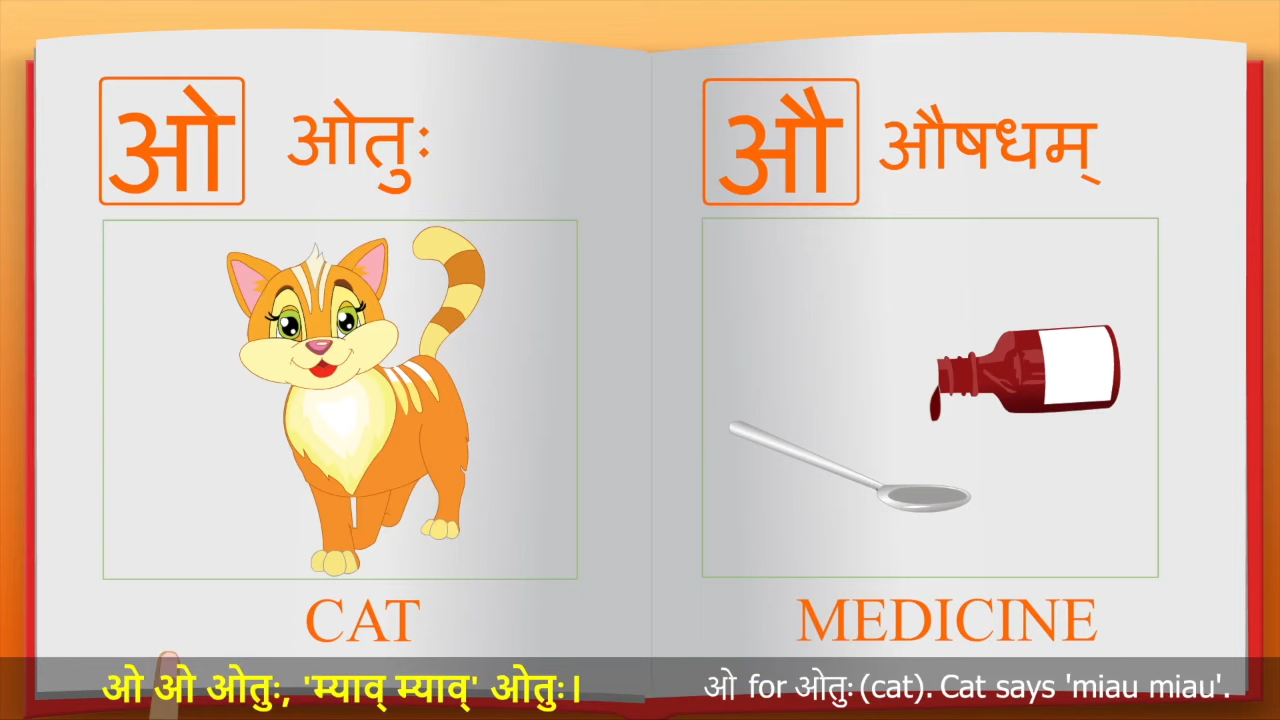 ओ ओतुः
CAT
औ औषधम्
MEDICINE
ओ ओ ओतुः, 'म्याव् म्याव्' ओतुः।
ओ for ओतुः (cat). Cat says 'miau miau'.